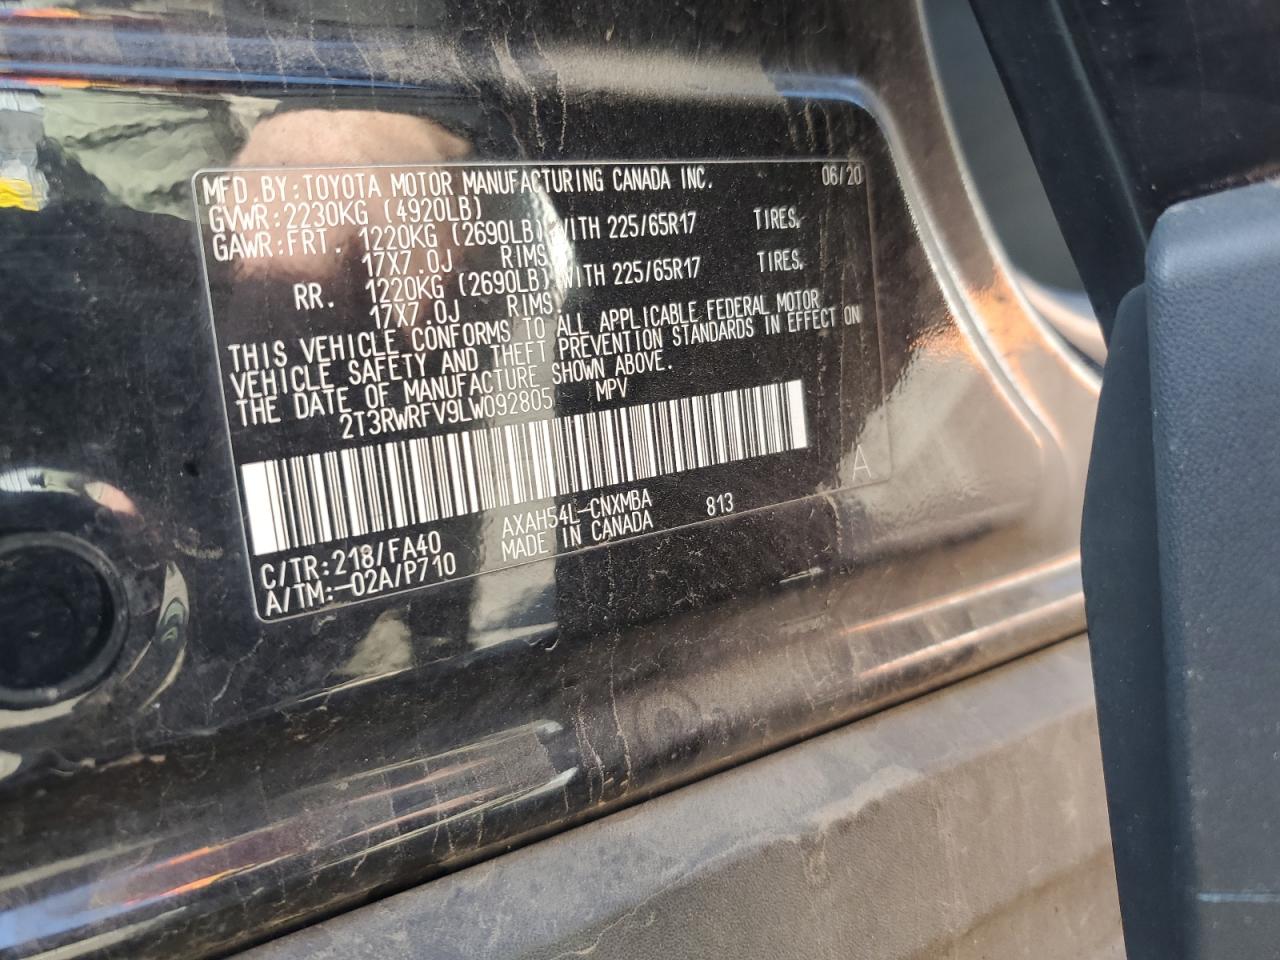 MFD.BY:TOYOTA MOTOR MANUFACTURING CANADA INC. 06/20
GVWR:2230KG (4920LB)
GAWR:FRT. 1220KG (2690LB) WITH 225/65R17 TIRES,
17X7.0J RIMS,
RR. 1220KG (2690LB) WITH 225/65R17 TIRES,
17X7.0J RIMS,
THIS VEHICLE CONFORMS TO ALL APPLICABLE FEDERAL MOTOR
VEHICLE SAFETY AND THEFT PREVENTION STANDARDS IN EFFECT ON
THE DATE OF MANUFACTURE SHOWN ABOVE.
2T3RWRFV9LW092805 MPV
A
C/TR:218/FA40 AXAH54L-CNXMBA 813
A/TM:-02A/P710 MADE IN CANADA